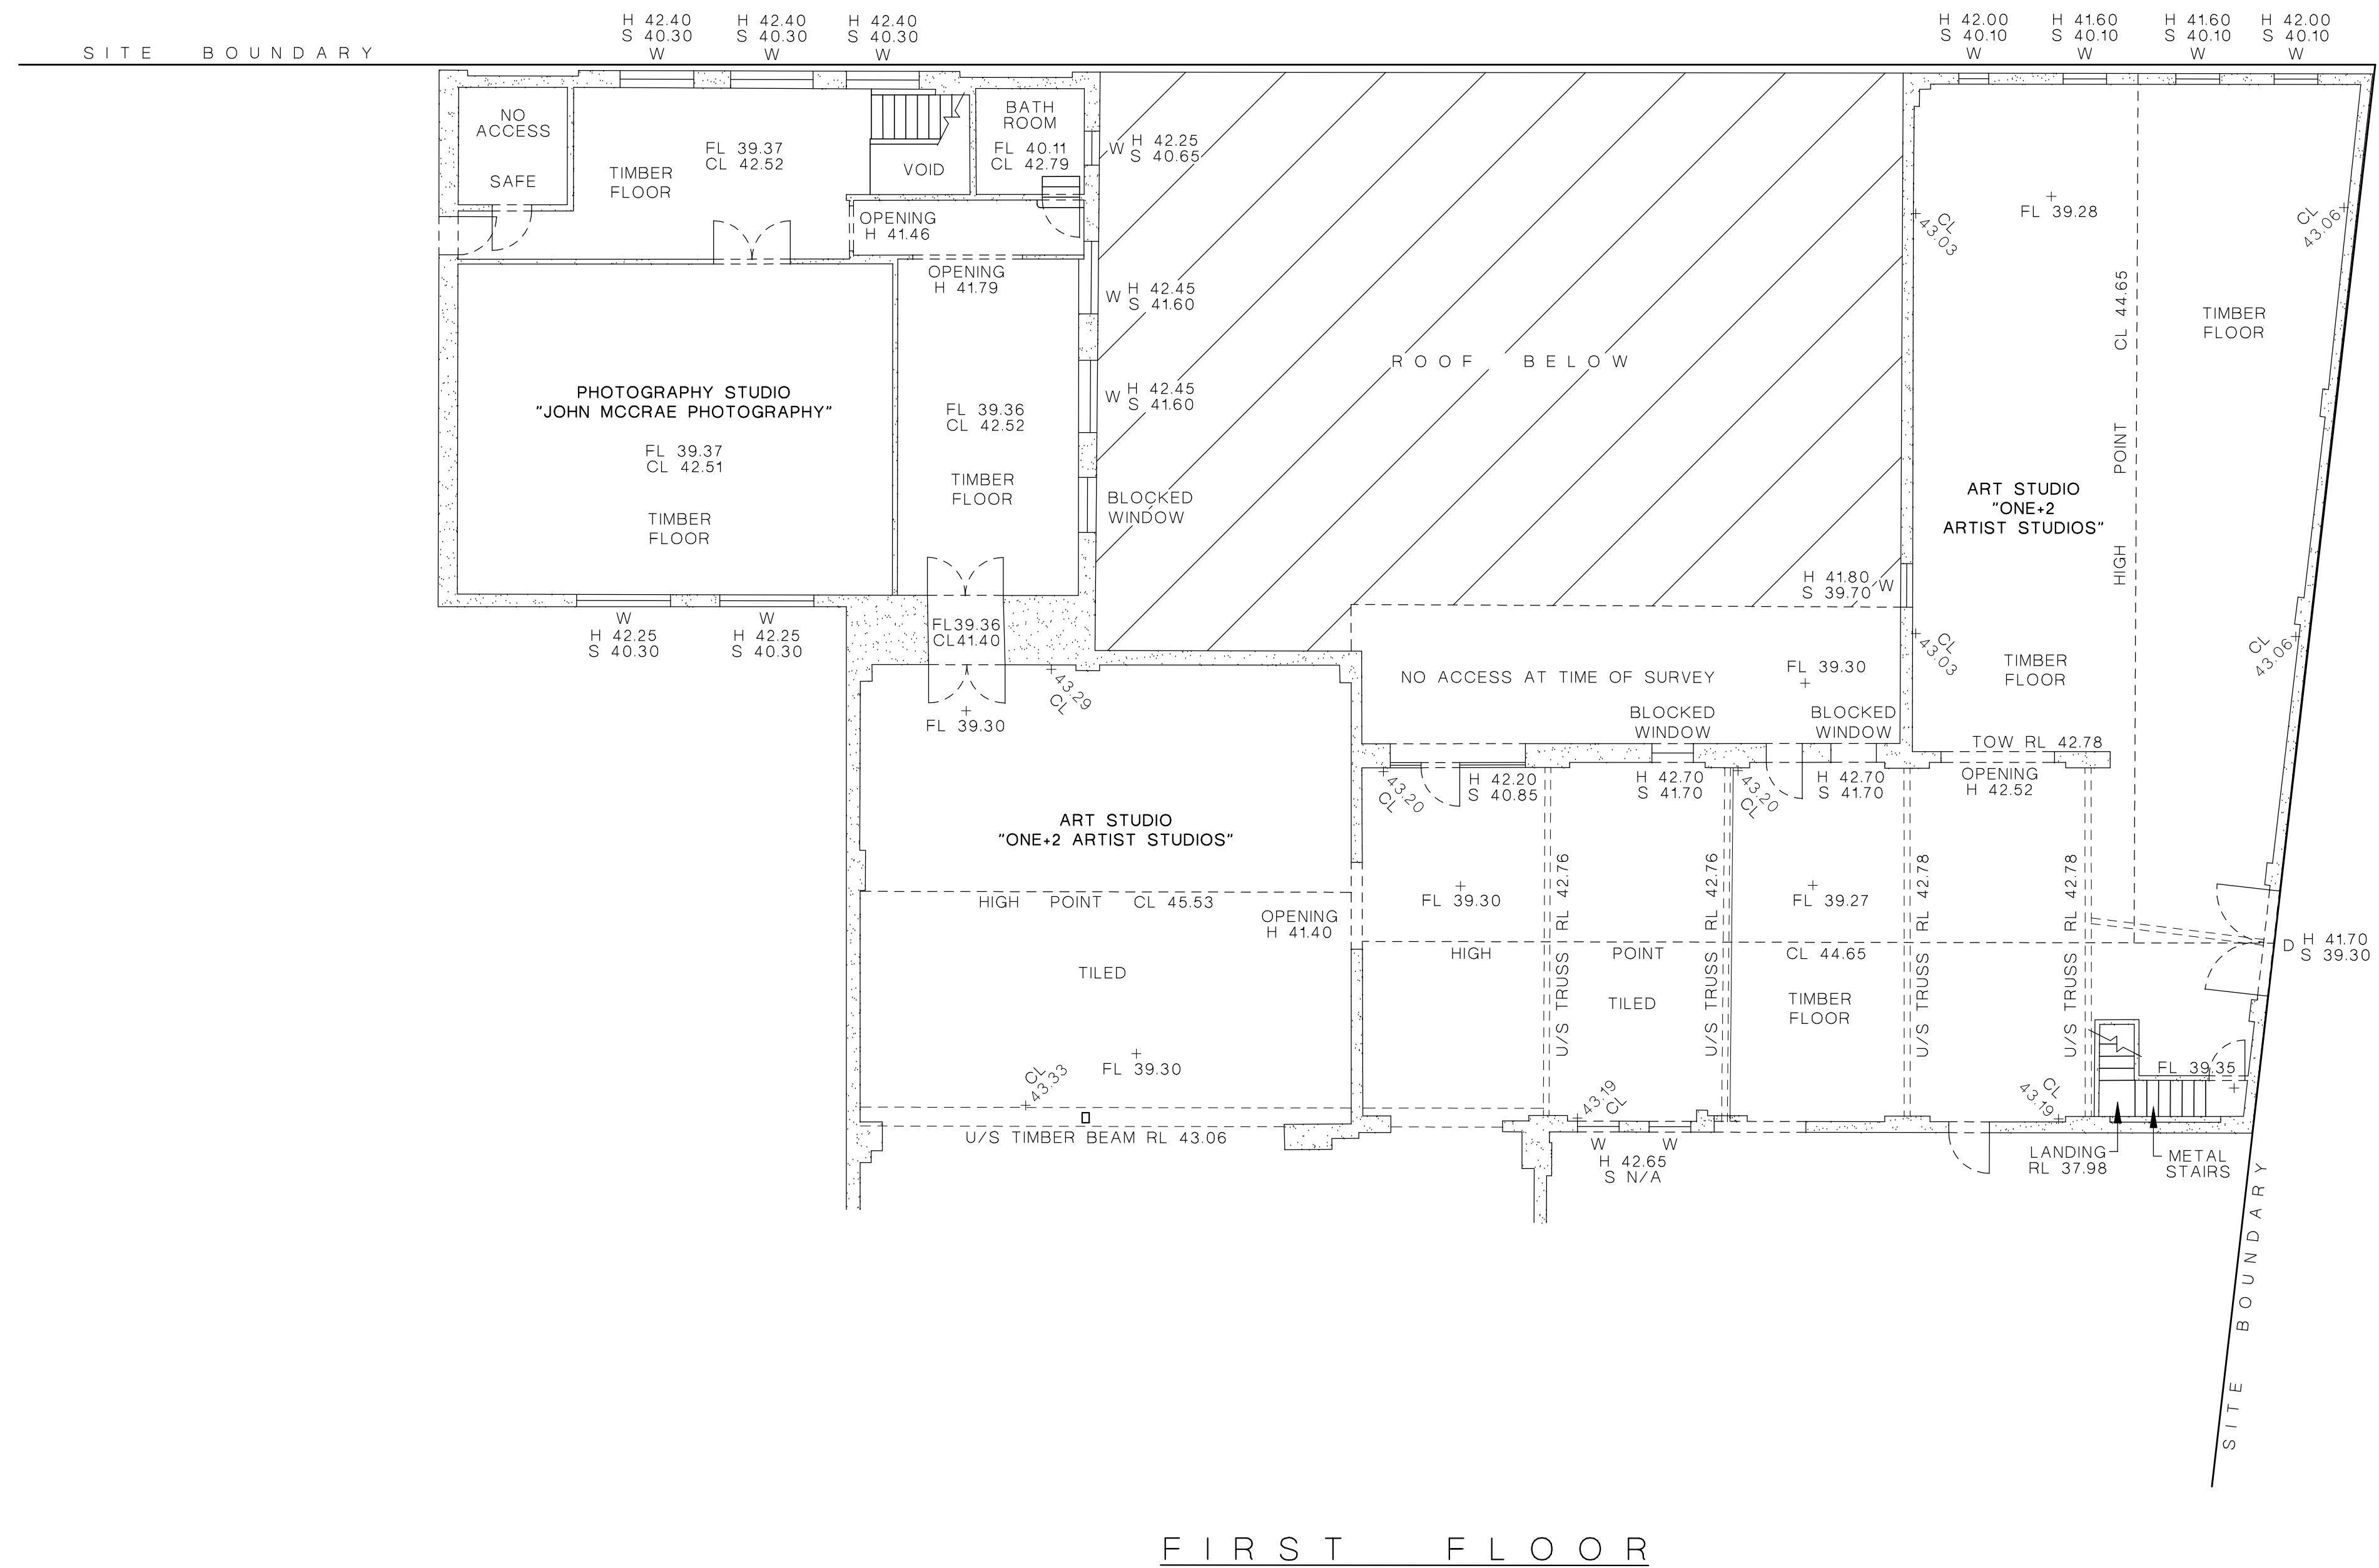 H 42.40
S 40.30
W
H 42.40
S 40.30
W
H 42.40
S 40.30
W
H 42.00
S 40.10
W
H 41.60
S 40.10
W
H 41.60
S 40.10
W
H 42.00
S 40.10
W
SITE BOUNDARY
NO
ACCESS
SAFE
TIMBER
FLOOR
FL 39.37
CL 42.52
VOID
BATH
ROOM
FL 40.11
CL 42.79
W H 42.25
S 40.65
OPENING
H 41.46
OPENING
H 41.79
W H 42.45
S 41.60
W H 42.45
S 41.60
PHOTOGRAPHY STUDIO
"JOHN MCCRAE PHOTOGRAPHY"
FL 39.37
CL 42.51
TIMBER
FLOOR
FL 39.36
CL 42.52
TIMBER
FLOOR
BLOCKED
WINDOW
ROOF BELOW
FL 39.28
CL
43.03
CL
43.06
HIGH POINT CL 44.65
TIMBER
FLOOR
ART STUDIO
"ONE+2
ARTIST STUDIOS"
H 41.80
S 39.70
W
W
H 42.25
S 40.30
W
H 42.25
S 40.30
FL39.36
CL41.40
43.29
CL
FL 39.30
NO ACCESS AT TIME OF SURVEY
FL 39.30
CL
43.03
TIMBER
FLOOR
CL
43.06
BLOCKED
WINDOW
BLOCKED
WINDOW
TOW RL 42.78
43.20
CL
H 42.20
S 40.85
H 42.70
S 41.70
43.20
CL
H 42.70
S 41.70
OPENING
H 42.52
ART STUDIO
"ONE+2 ARTIST STUDIOS"
HIGH POINT CL 45.53
OPENING
H 41.40
FL 39.30
U/S TRUSS RL 42.76
U/S TRUSS RL 42.76
FL 39.27
U/S TRUSS RL 42.78
U/S TRUSS RL 42.78
HIGH POINT CL 44.65
D H 41.70
S 39.30
TILED
TILED
TIMBER
FLOOR
FL 39.30
CL
43.33
U/S TIMBER BEAM RL 43.06
43.19
CL
CL
43.19
FL 39.35
W W
H 42.65
S N/A
LANDING
RL 37.98
METAL
STAIRS
SITE BOUNDARY
FIRST FLOOR